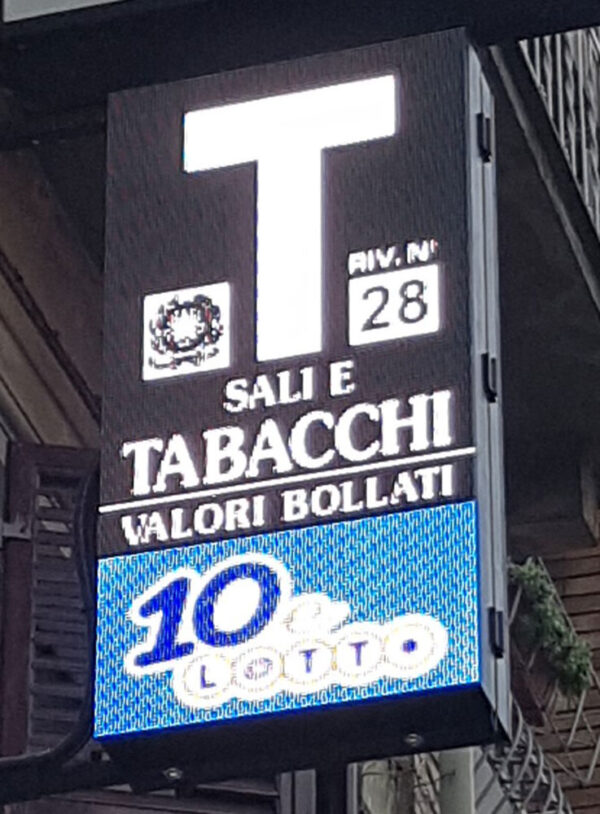 T
RIV. N°
28
SALI E
TABACCHI
VALORI BOLLATI
10 e
LOTTO